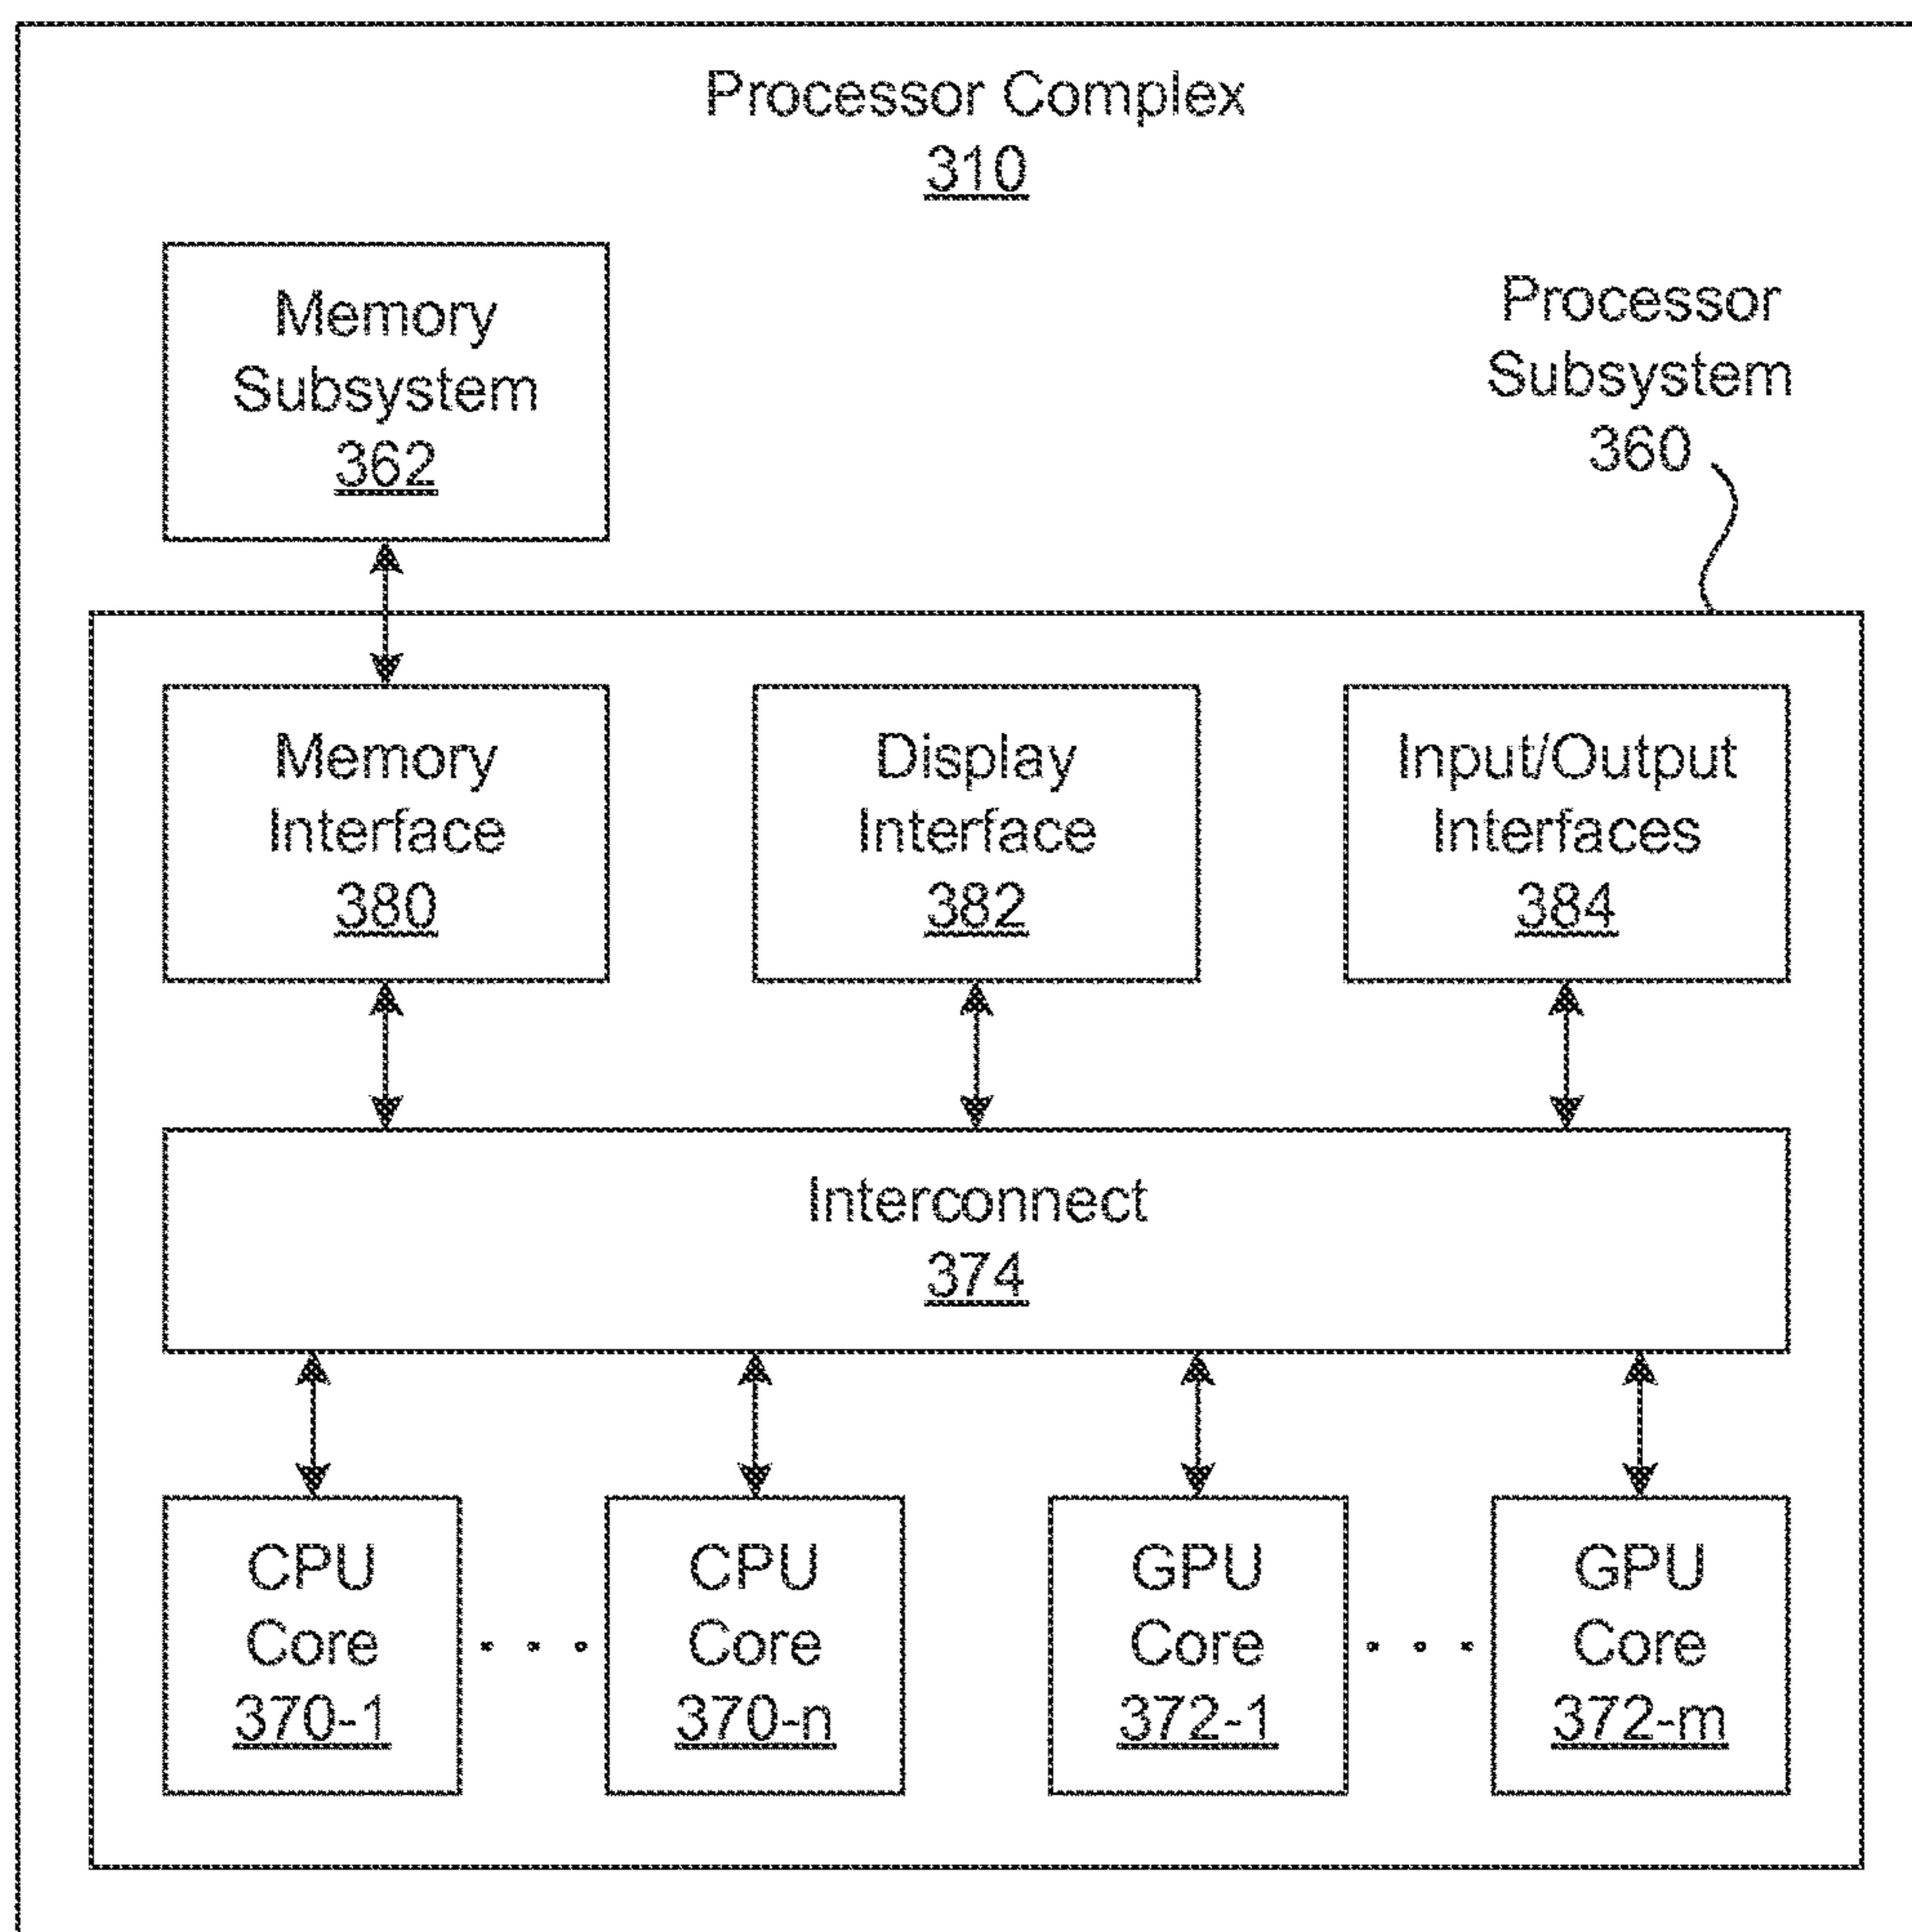 Processor Complex
310
Memory
Subsystem
362
Processor
Subsystem
360
Memory
Interface
380
Display
Interface
382
Input/Output
Interfaces
384
Interconnect
374
CPU
Core
370-1
CPU
Core
370-n
GPU
Core
372-1
GPU
Core
372-m